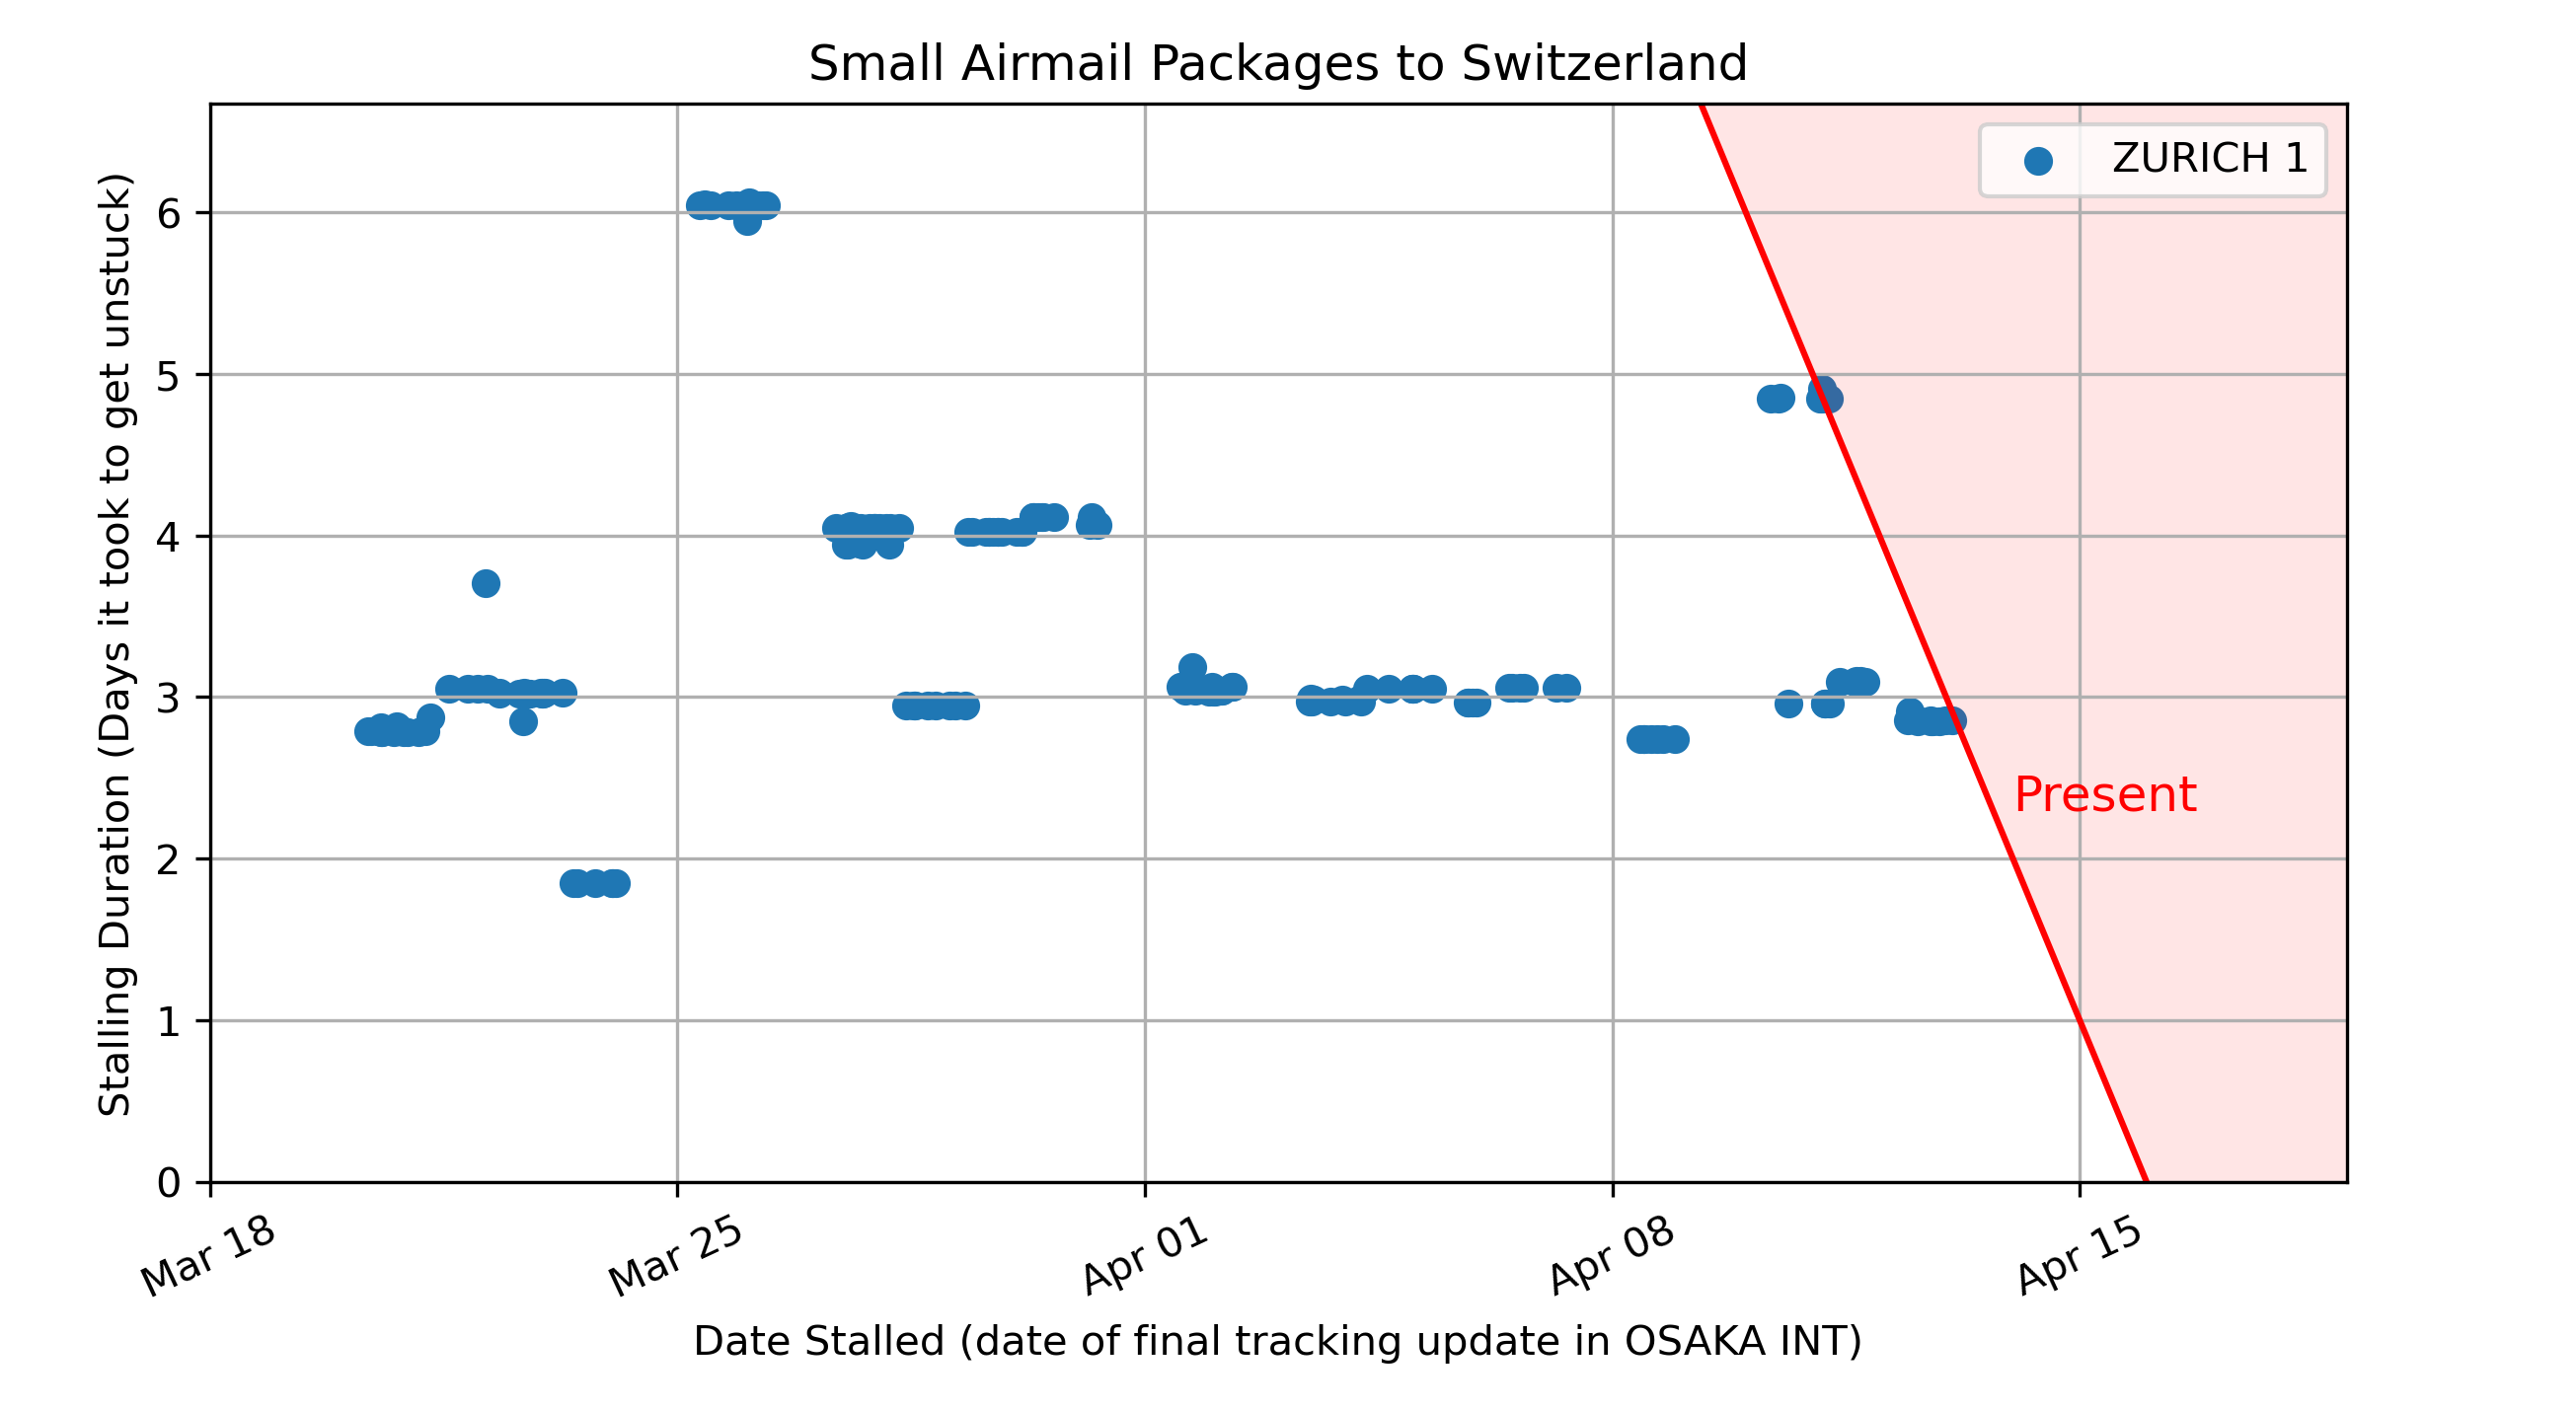 Small Airmail Packages to Switzerland
ZURICH 1
Stalling Duration (Days it took to get unstuck)
6
5
4
3
2
1
0
Present
Mar 18
Mar 25
Apr 01
Apr 08
Apr 15
Date Stalled (date of final tracking update in OSAKA INT)